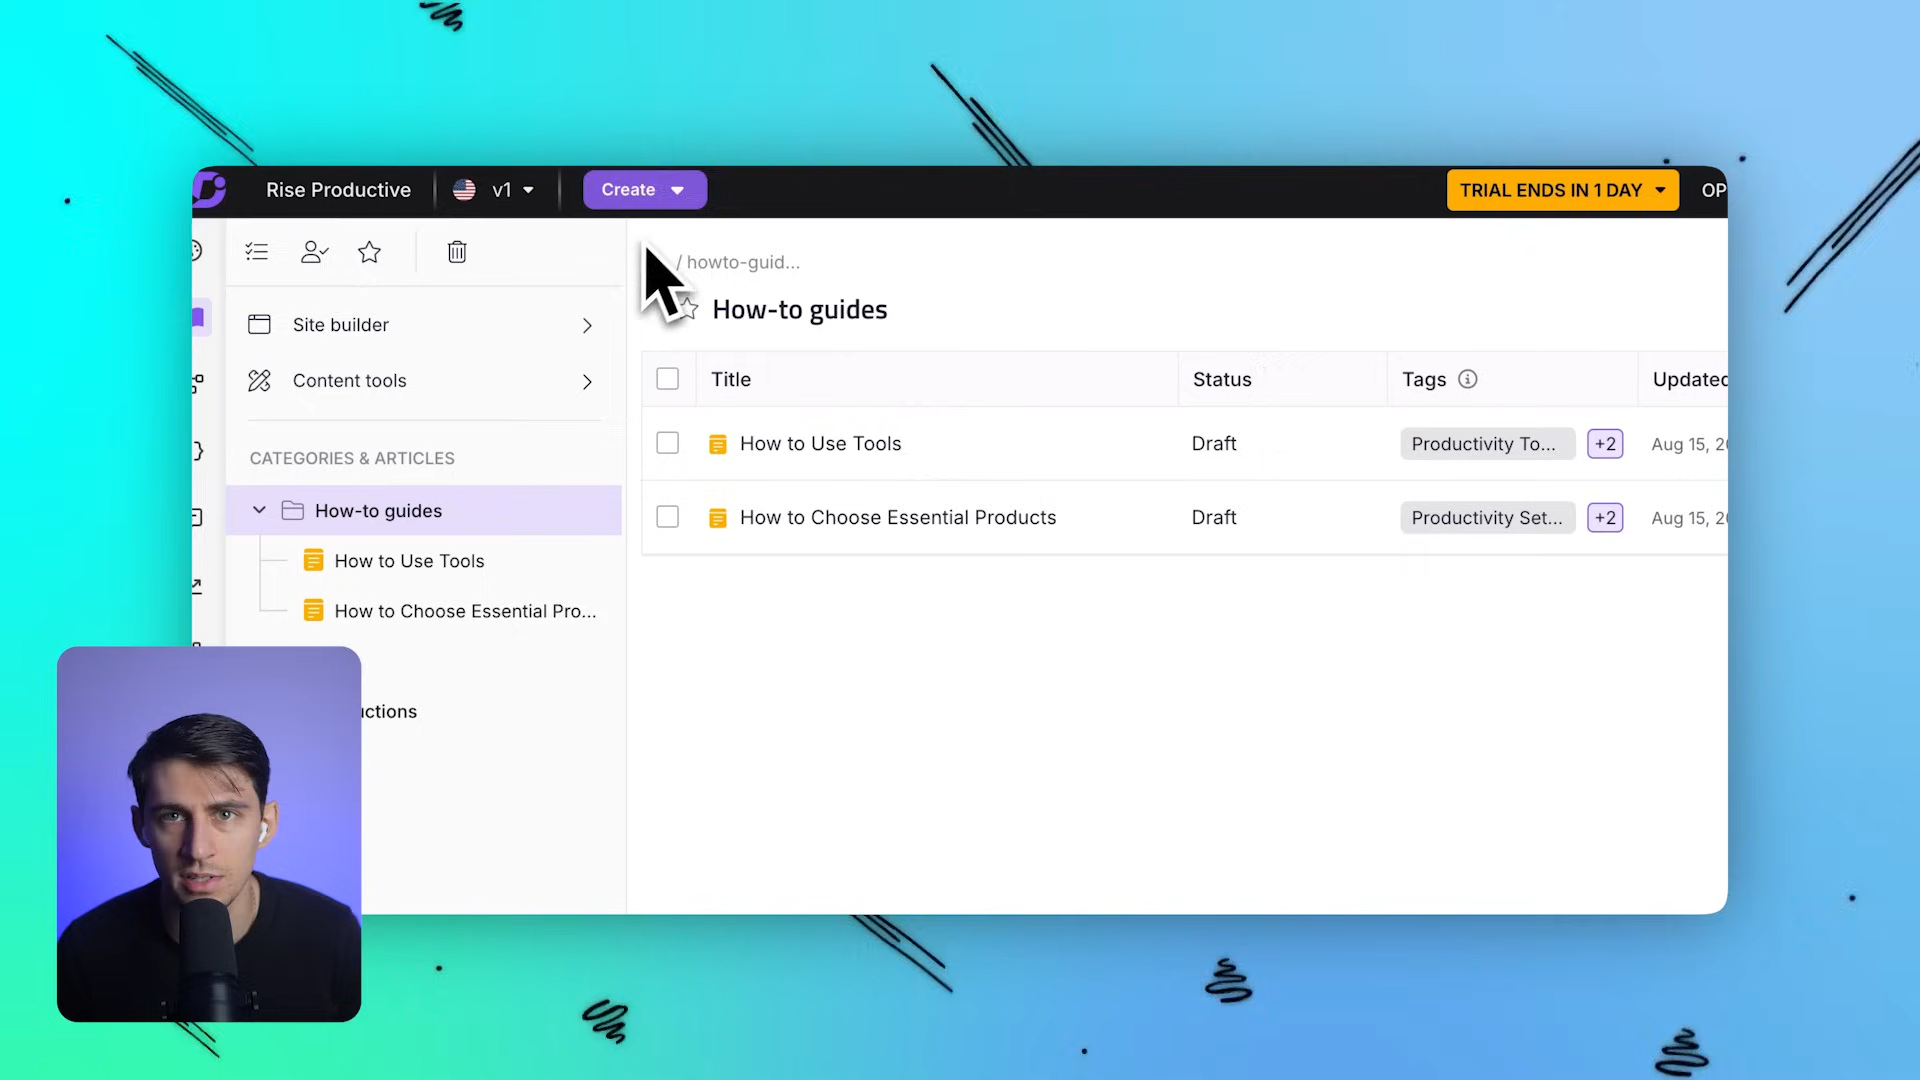 Rise Productive
v1
Create
TRIAL ENDS IN 1 DAY
OP
Site builder
Content tools
CATEGORIES & ARTICLES
How-to guides
How to Use Tools
How to Choose Essential Pro...
uctions
/ howto-guid...
How-to guides
Title Status Tags Updated
How to Use Tools Draft Productivity To... +2 Aug 15, 20
How to Choose Essential Products Draft Productivity Set... +2 Aug 15, 20